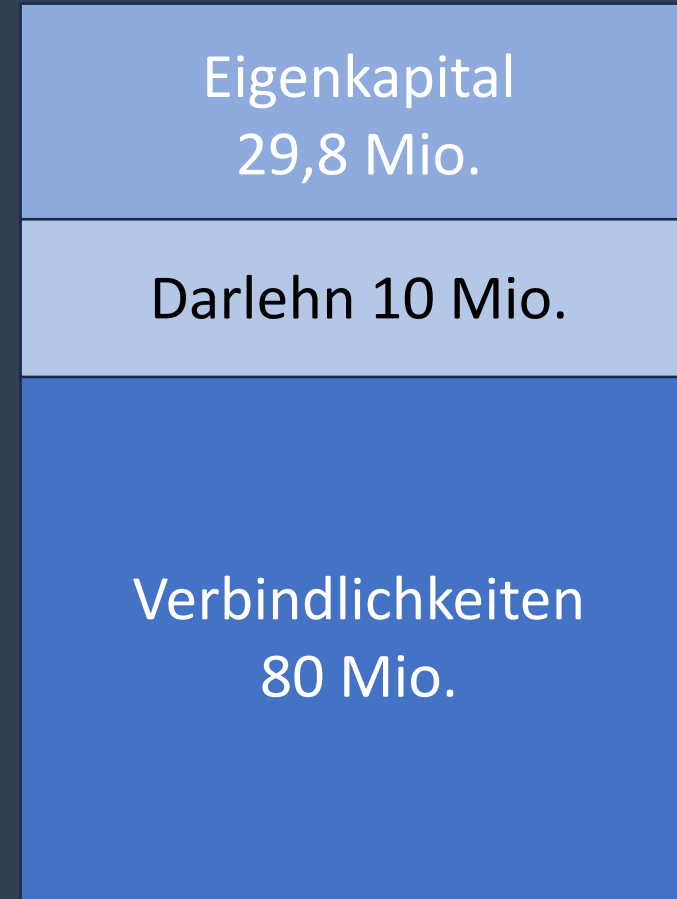 Eigenkapital
29,8 Mio.
Darlehn 10 Mio.
Verbindlichkeiten
80 Mio.